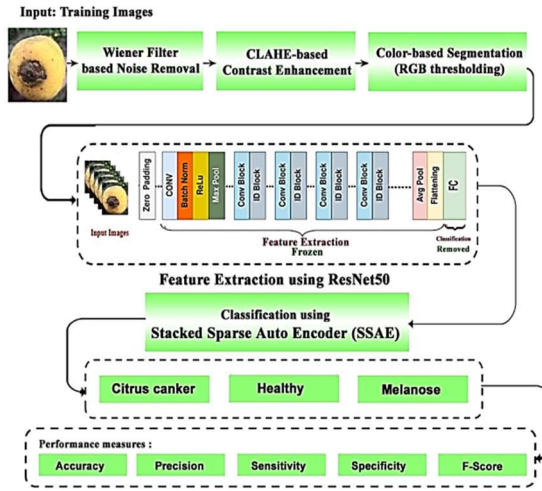 Input: Training Images
Wiener Filter
based Noise Removal
CLAHE-based
Contrast Enhancement
Color-based Segmentation
(RGB thresholding)
Input Images
Zero Padding
CONV
Batch Norm
ReLu
Max Pool
Conv Block
ID Block
Conv Block
ID Block
Conv Block
ID Block
Conv Block
ID Block
Avg Pool
Flattening
FC
Feature Extraction
Frozen
Classification
Removed
Feature Extraction using ResNet50
Classification using
Stacked Sparse Auto Encoder (SSAE)
Citrus canker
Healthy
Melanose
Performance measures :
Accuracy
Precision
Sensitivity
Specificity
F-Score